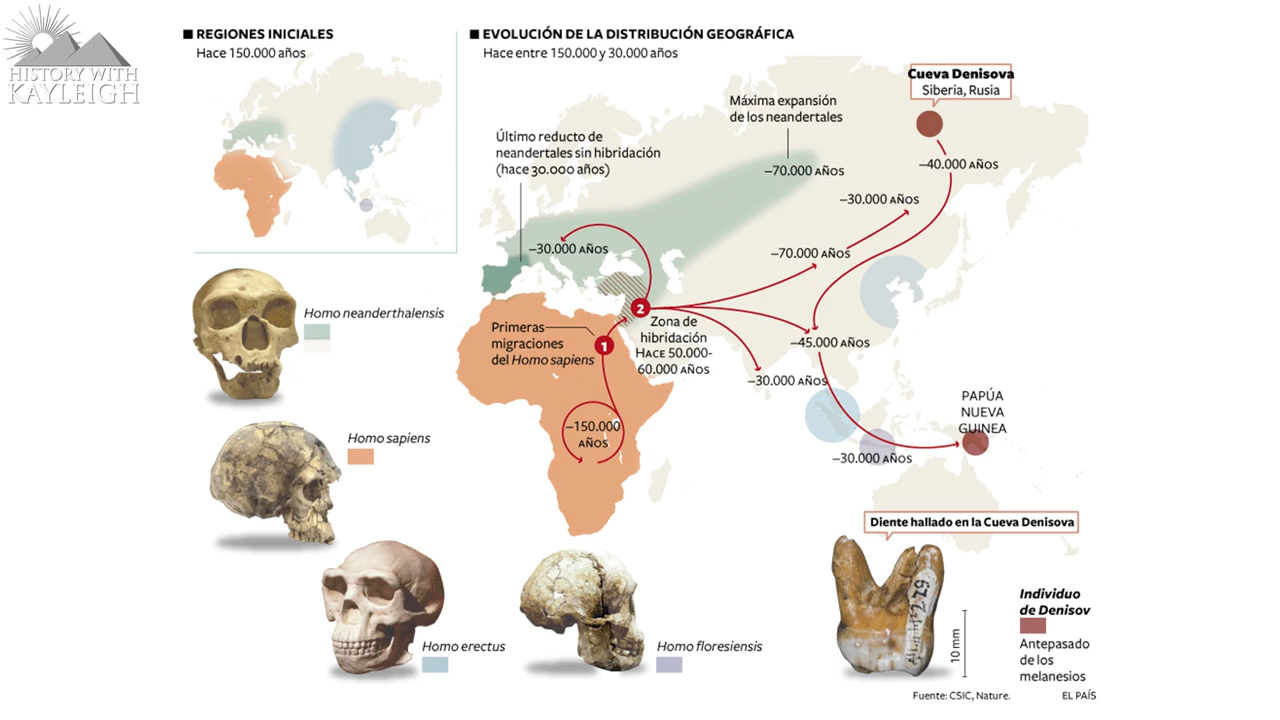 HISTORY WITH
KAYLEIGH
REGIONES INICIALES
Hace 150.000 años
EVOLUCIÓN DE LA DISTRIBUCIÓN GEOGRÁFICA
Hace entre 150.000 y 30.000 años
Cueva Denisova
Siberia, Rusia
Máxima expansión
de los neandertales
Último reducto de
neandertales sin hibridación
(hace 30.000 años)
–70.000 AÑOS
–40.000 AÑOS
–30.000 AÑOS
–30.000 AÑOS
–70.000 AÑOS
2
Primeras
migraciones
del Homo sapiens
1
Zona de
hibridación
HACE 50.000-
60.000 AÑOS
–45.000 AÑOS
–30.000 AÑOS
–150.000
AÑOS
PAPÚA
NUEVA
GUINEA
–30.000 AÑOS
Homo neanderthalensis
Homo sapiens
Homo erectus
Homo floresiensis
Diente hallado en la Cueva Denisova
10 mm
Individuo
de Denisov
Antepasado
de los
melanesios
Fuente: CSIC, Nature.
EL PAÍS